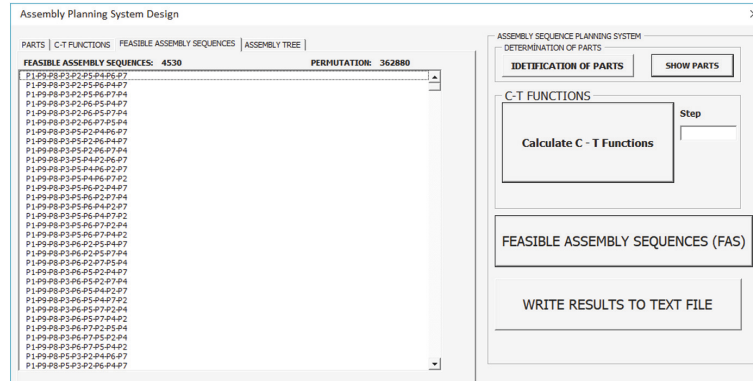 Assembly Planning System Design
PARTS
C-T FUNCTIONS
FEASIBLE ASSEMBLY SEQUENCES
ASSEMBLY TREE
FEASIBLE ASSEMBLY SEQUENCES: 4530 PERMUTATION: 362880
P1-P9-P8-P3-P2-P5-P4-P6-P7
P1-P9-P8-P3-P2-P5-P6-P4-P7
P1-P9-P8-P3-P2-P5-P6-P7-P4
P1-P9-P8-P3-P2-P6-P5-P4-P7
P1-P9-P8-P3-P2-P6-P5-P7-P4
P1-P9-P8-P3-P2-P6-P7-P5-P4
P1-P9-P8-P3-P5-P2-P4-P6-P7
P1-P9-P8-P3-P5-P2-P6-P4-P7
P1-P9-P8-P3-P5-P2-P6-P7-P4
P1-P9-P8-P3-P5-P4-P2-P6-P7
P1-P9-P8-P3-P5-P4-P6-P2-P7
P1-P9-P8-P3-P5-P4-P6-P7-P2
P1-P9-P8-P3-P5-P6-P2-P4-P7
P1-P9-P8-P3-P5-P6-P2-P7-P4
P1-P9-P8-P3-P5-P6-P4-P2-P7
P1-P9-P8-P3-P5-P6-P4-P7-P2
P1-P9-P8-P3-P5-P6-P7-P2-P4
P1-P9-P8-P3-P5-P6-P7-P4-P2
P1-P9-P8-P3-P6-P2-P5-P4-P7
P1-P9-P8-P3-P6-P2-P5-P7-P4
P1-P9-P8-P3-P6-P2-P7-P5-P4
P1-P9-P8-P3-P6-P5-P2-P4-P7
P1-P9-P8-P3-P6-P5-P2-P7-P4
P1-P9-P8-P3-P6-P5-P4-P2-P7
P1-P9-P8-P3-P6-P5-P4-P7-P2
P1-P9-P8-P3-P6-P5-P7-P2-P4
P1-P9-P8-P3-P6-P5-P7-P4-P2
P1-P9-P8-P3-P6-P7-P2-P5-P4
P1-P9-P8-P3-P6-P7-P5-P2-P4
P1-P9-P8-P3-P6-P7-P5-P4-P2
P1-P9-P8-P5-P3-P2-P4-P6-P7
P1-P9-P8-P5-P3-P2-P6-P4-P7
ASSEMBLY SEQUENCE PLANNING SYSTEM
DETERMINATION OF PARTS
IDETIFICATION OF PARTS
SHOW PARTS
C-T FUNCTIONS
Step
Calculate C - T Functions
FEASIBLE ASSEMBLY SEQUENCES (FAS)
WRITE RESULTS TO TEXT FILE